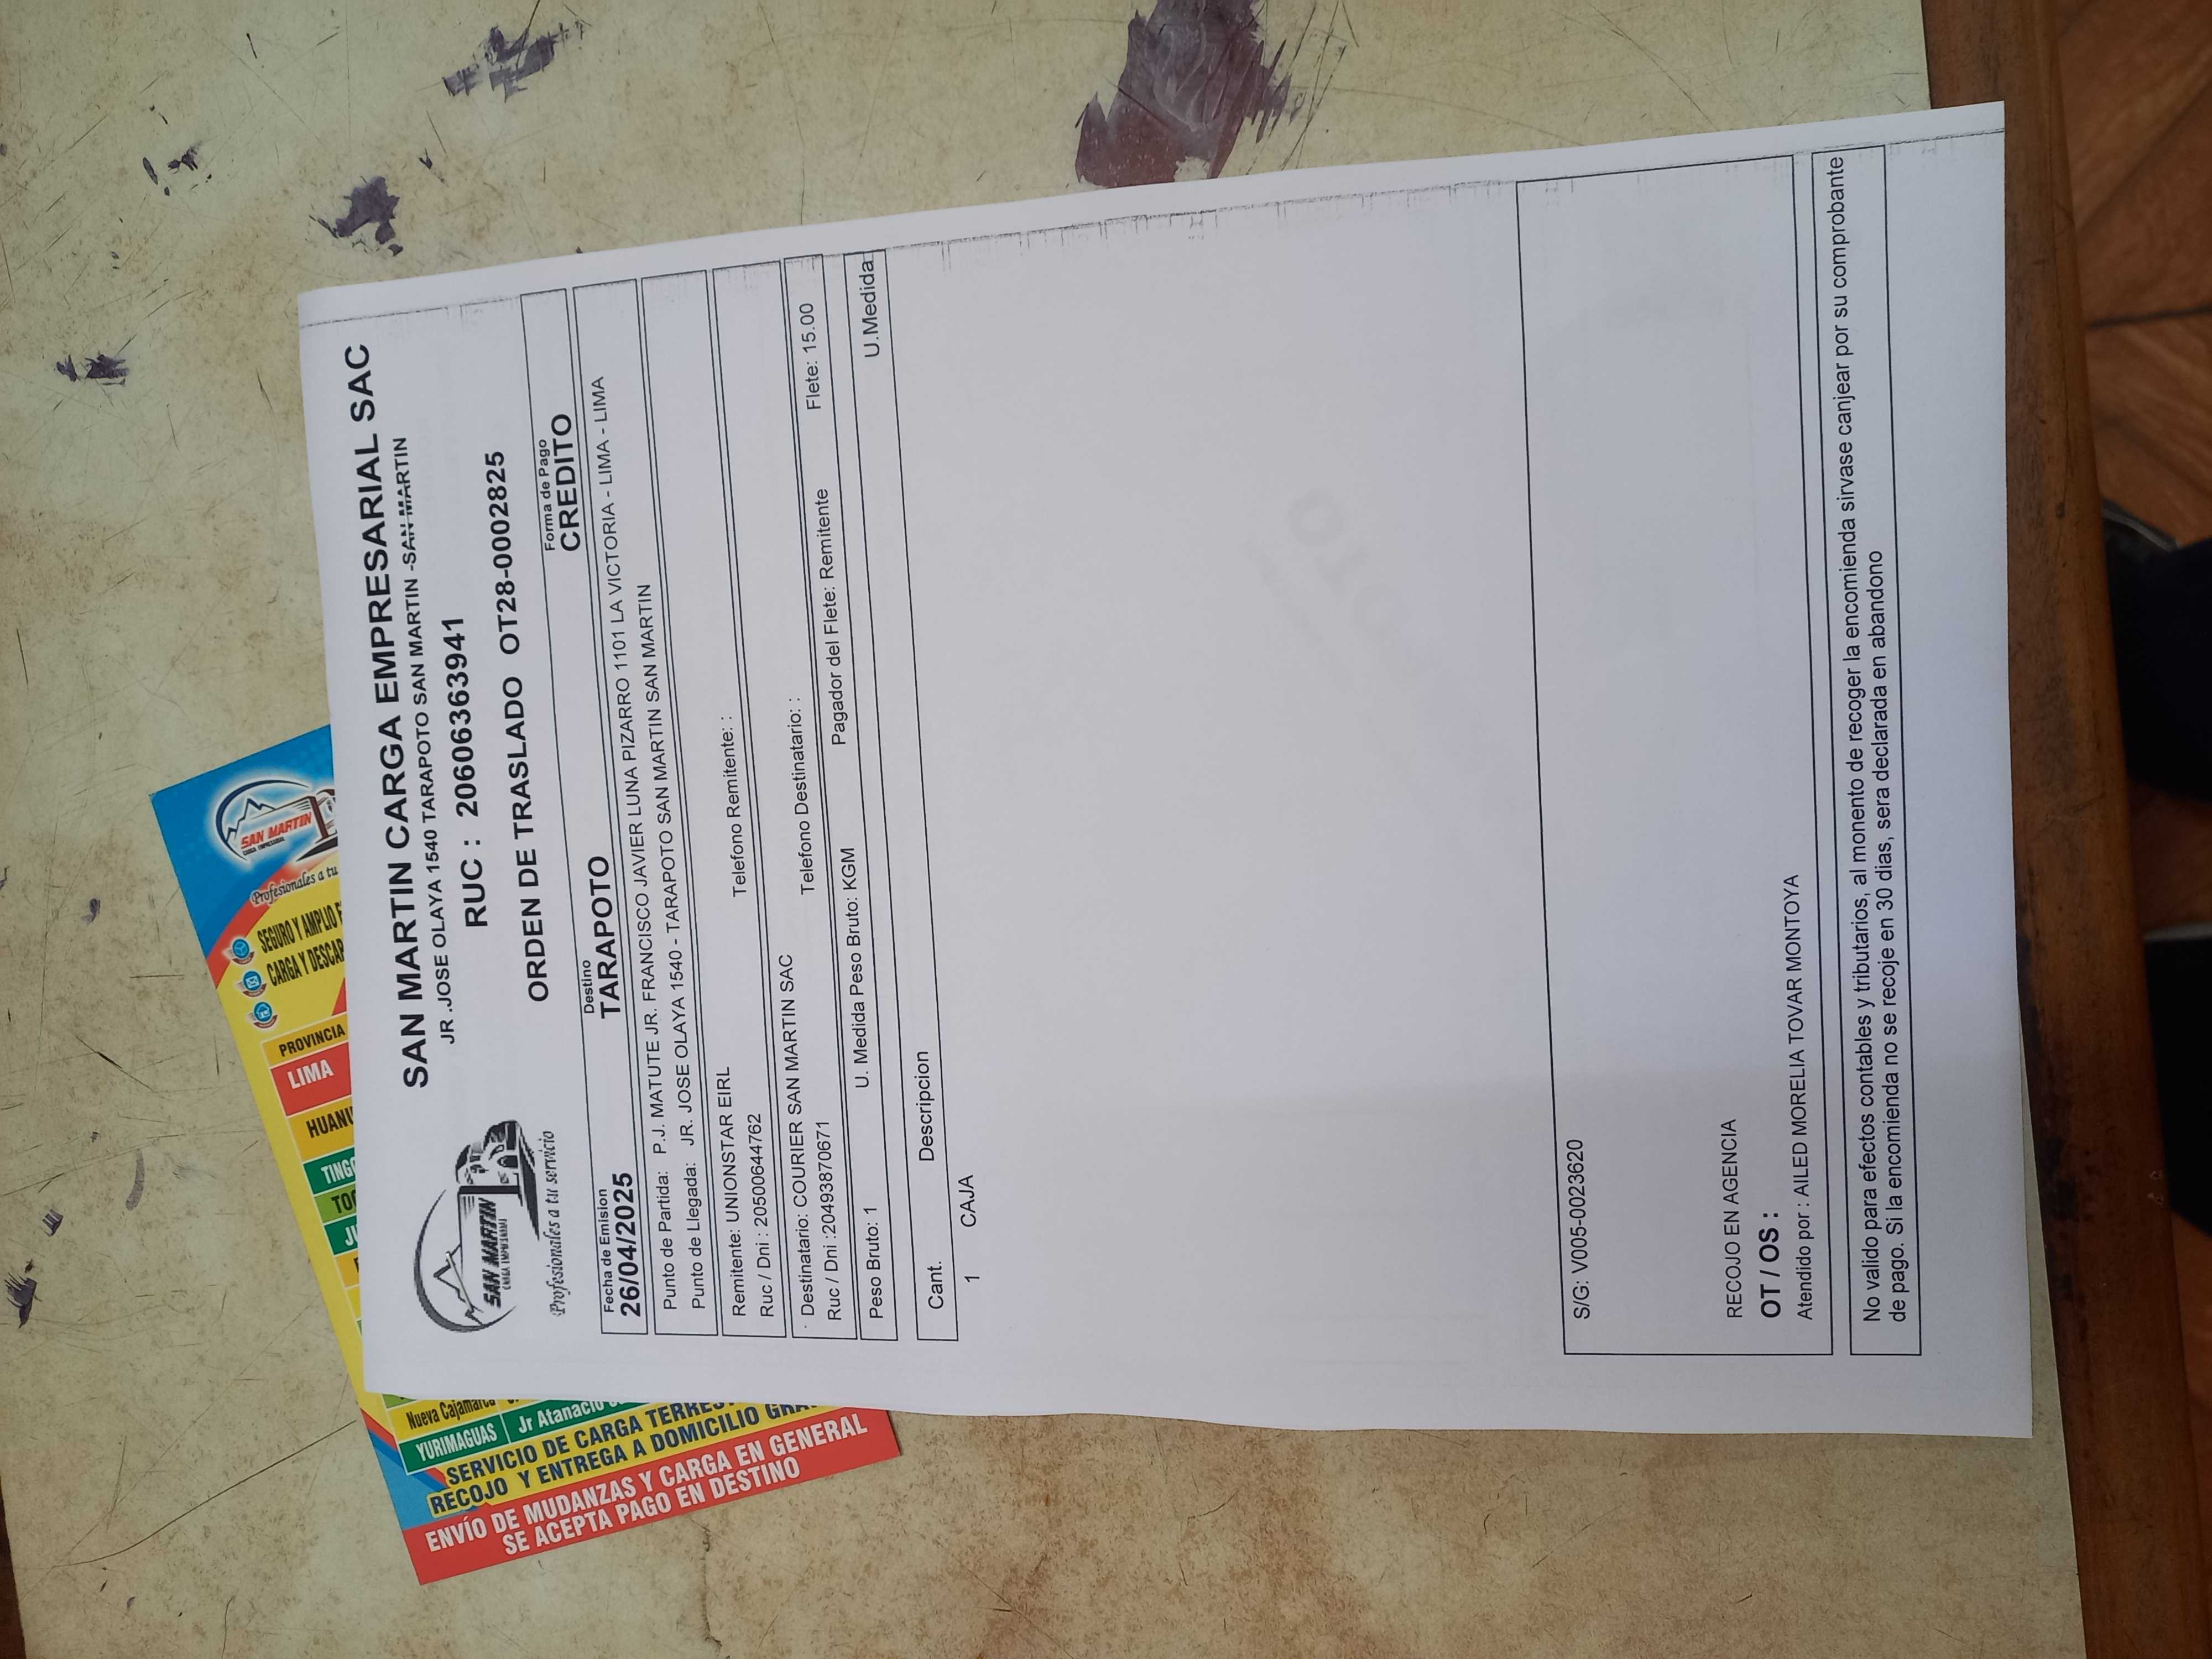 SAN MARTIN
CARGA EMPRESARIAL
Profesionales a tu servicio
SAN MARTIN CARGA EMPRESARIAL SAC
JR .JOSE OLAYA 1540 TARAPOTO SAN MARTIN -SAN MARTIN
RUC : 20606363941
ORDEN DE TRASLADO OT28-00002825
Fecha de Emision
26/04/2025
Destino
TARAPOTO
Forma de Pago
CREDITO
Punto de Partida: P.J. MATUTE JR. FRANCISCO JAVIER LUNA PIZARRO 1101 LA VICTORIA - LIMA - LIMA
Punto de Llegada: JR. JOSE OLAYA 1540 - TARAPOTO SAN MARTIN SAN MARTIN
Remitente: UNIONSTAR EIRL
Ruc / Dni : 20500644762 Telefono Remitente: :
Destinatario: COURIER SAN MARTIN SAC
Ruc / Dni :20493870671 Telefono Destinatario: :
Peso Bruto: 1 U. Medida Peso Bruto: KGM Pagador del Flete: Remitente Flete: 15.00
Cant. Descripcion U.Medida
1 CAJA
S/G: V005-0023620
RECOJO EN AGENCIA
OT / OS :
Atendido por : AILED MORELIA TOVAR MONTOYA
No valido para efectos contables y tributarios, al monento de recoger la encomienda sirvase canjear por su comprobante
de pago. Si la encomienda no se recoje en 30 dias, sera declarada en abandono
SAN MARTIN
CARGA EMPRESARIAL
Profesionales a tu
SEGURO Y AMPLIO
CARGA Y
PROVINCIA
LIMA
Nueva Cajamarca
YURIMAGUAS Jr Atanacio
SERVICIO DE CARGA
RECOJO Y ENTREGA A DOMICILIO
ENVÍO DE MUDANZAS Y CARGA EN GENERAL
SE ACEPTA PAGO EN DESTINO